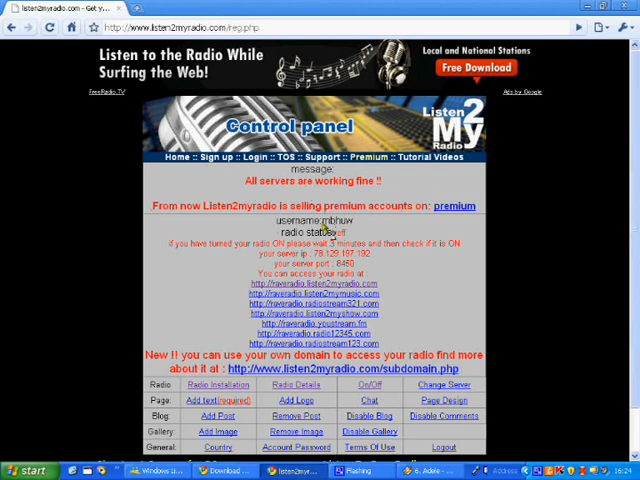 listen2myradio.com - Get y
http://www.listen2myradio.com/reg.php
Listen to the Radio While
Surfing the Web!
Local and National Stations
Free Download
FreeRadio.TV
Ads by Google
Control panel
Listen
2
My
Radio
Home :: Sign up :: Login :: TOS :: Support :: Premium :: Tutorial Videos
message:
All servers are working fine !!
From now Listen2myradio is selling premium accounts on: premium
username:mbhuw
radio status:off
if you have turned your radio ON please wait 3 minutes and then check if it is ON
your server ip : 78.129.197.192
your server port : 8450
You can access your radio at :
http://raveradio.listen2myradio.com
http://raveradio.listen2mymusic.com
http://raveradio.radiostream321.com
http://raveradio.listen2myshow.com
http://raveradio.youstream.fm
http://raveradio.radio12345.com
http://raveradio.radiostream123.com
New !! you can use your own domain to access your radio find more
about it at : http://www.listen2myradio.com/subdomain.php
Radio Radio Installation Radio Details On/Off Change Server
Page: Add text(required) Add Logo Chat Page Design
Blog: Add Post Remove Post Disable Blog Disable Comments
Gallery: Add Image Remove Image Disable Gallery
General: Country Account Password Terms Of Use Logout
start Windows Li... Download ... listen2myr... Flashing 6. Adele - ... Address 16:24